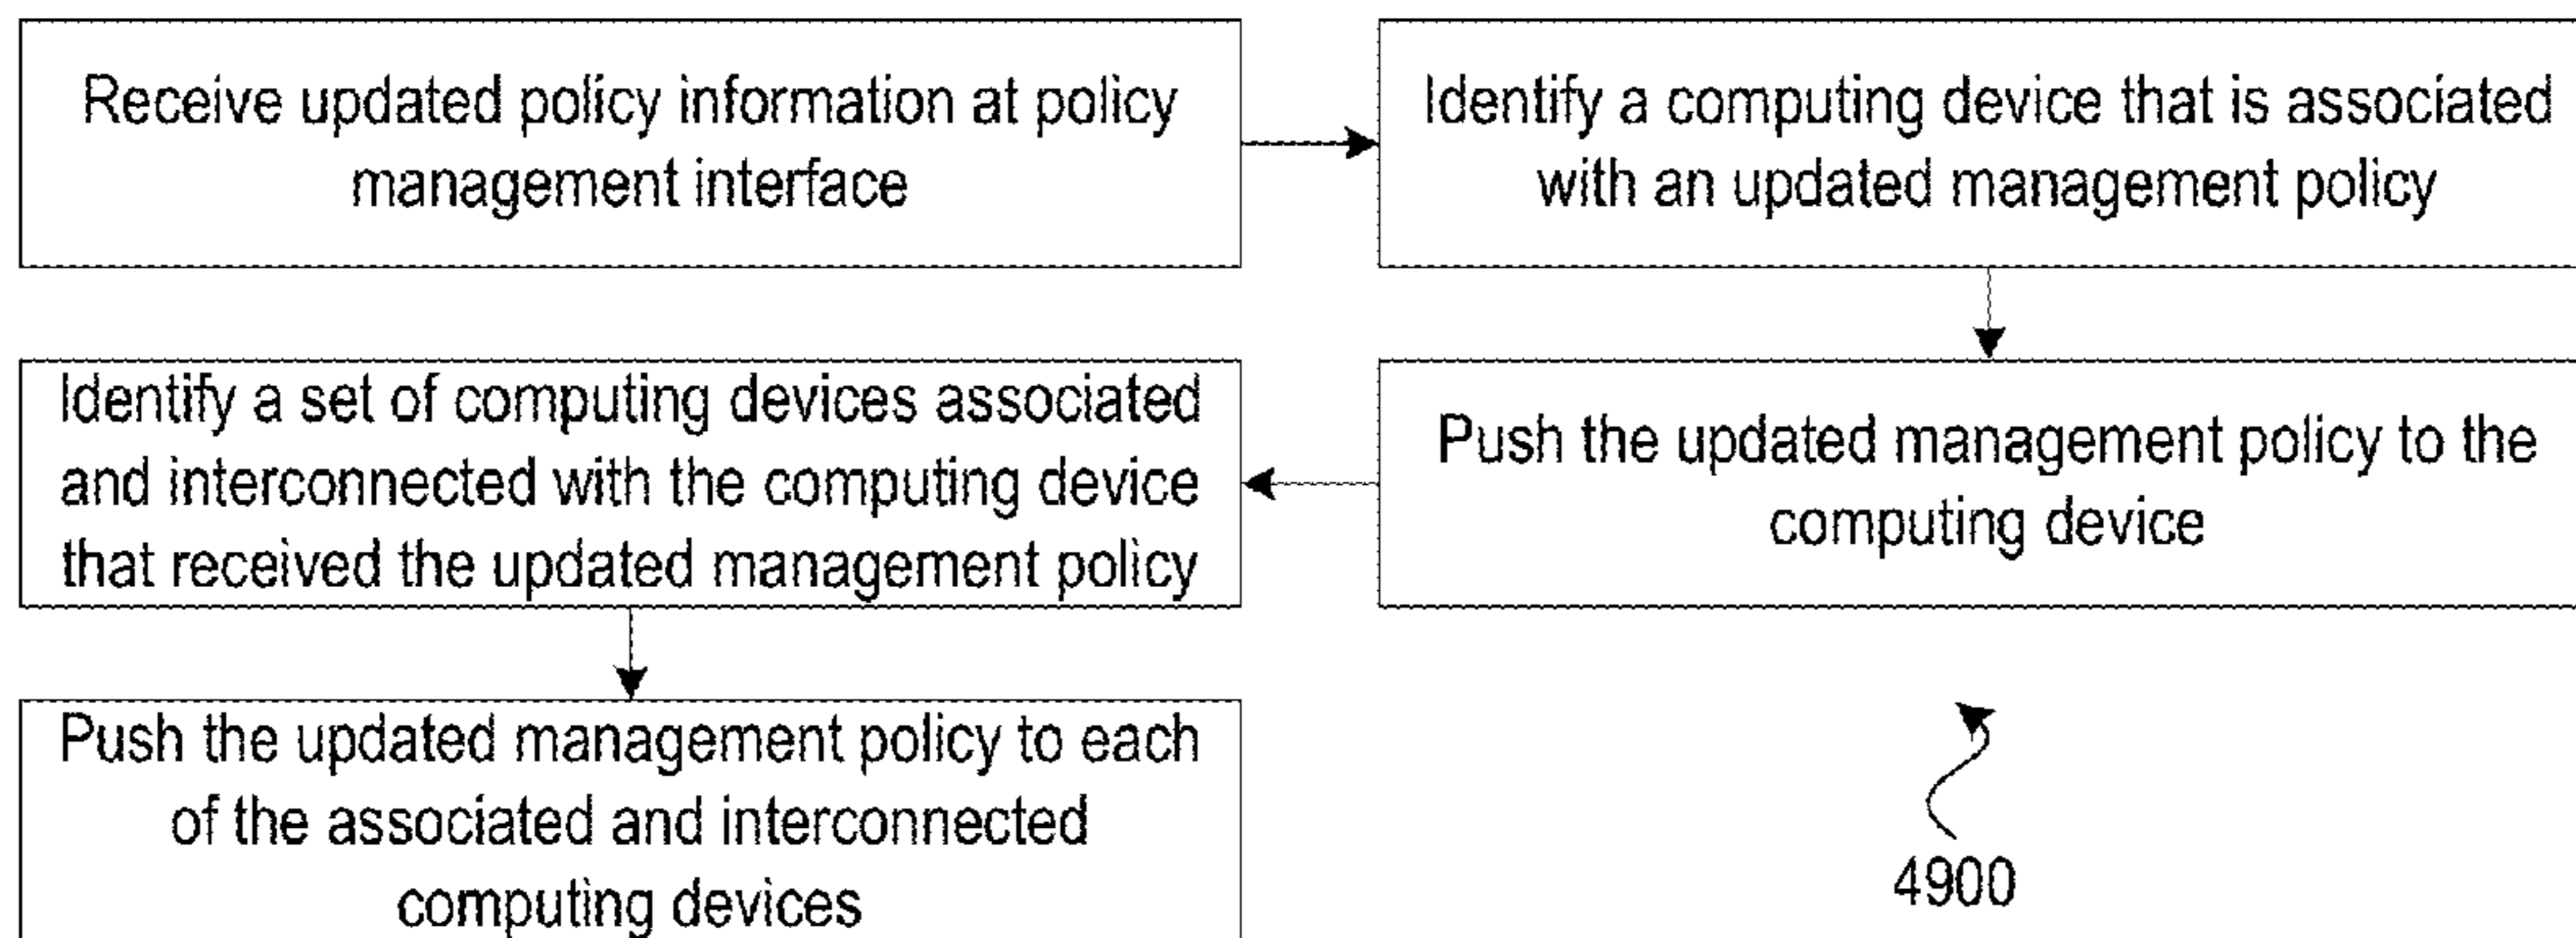 Receive updated policy information at policy
management interface
Identify a computing device that is associated
with an updated management policy
Push the updated management policy to the
computing device
Identify a set of computing devices associated
and interconnected with the computing device
that received the updated management policy
Push the updated management policy to each
of the associated and interconnected
computing devices
4900